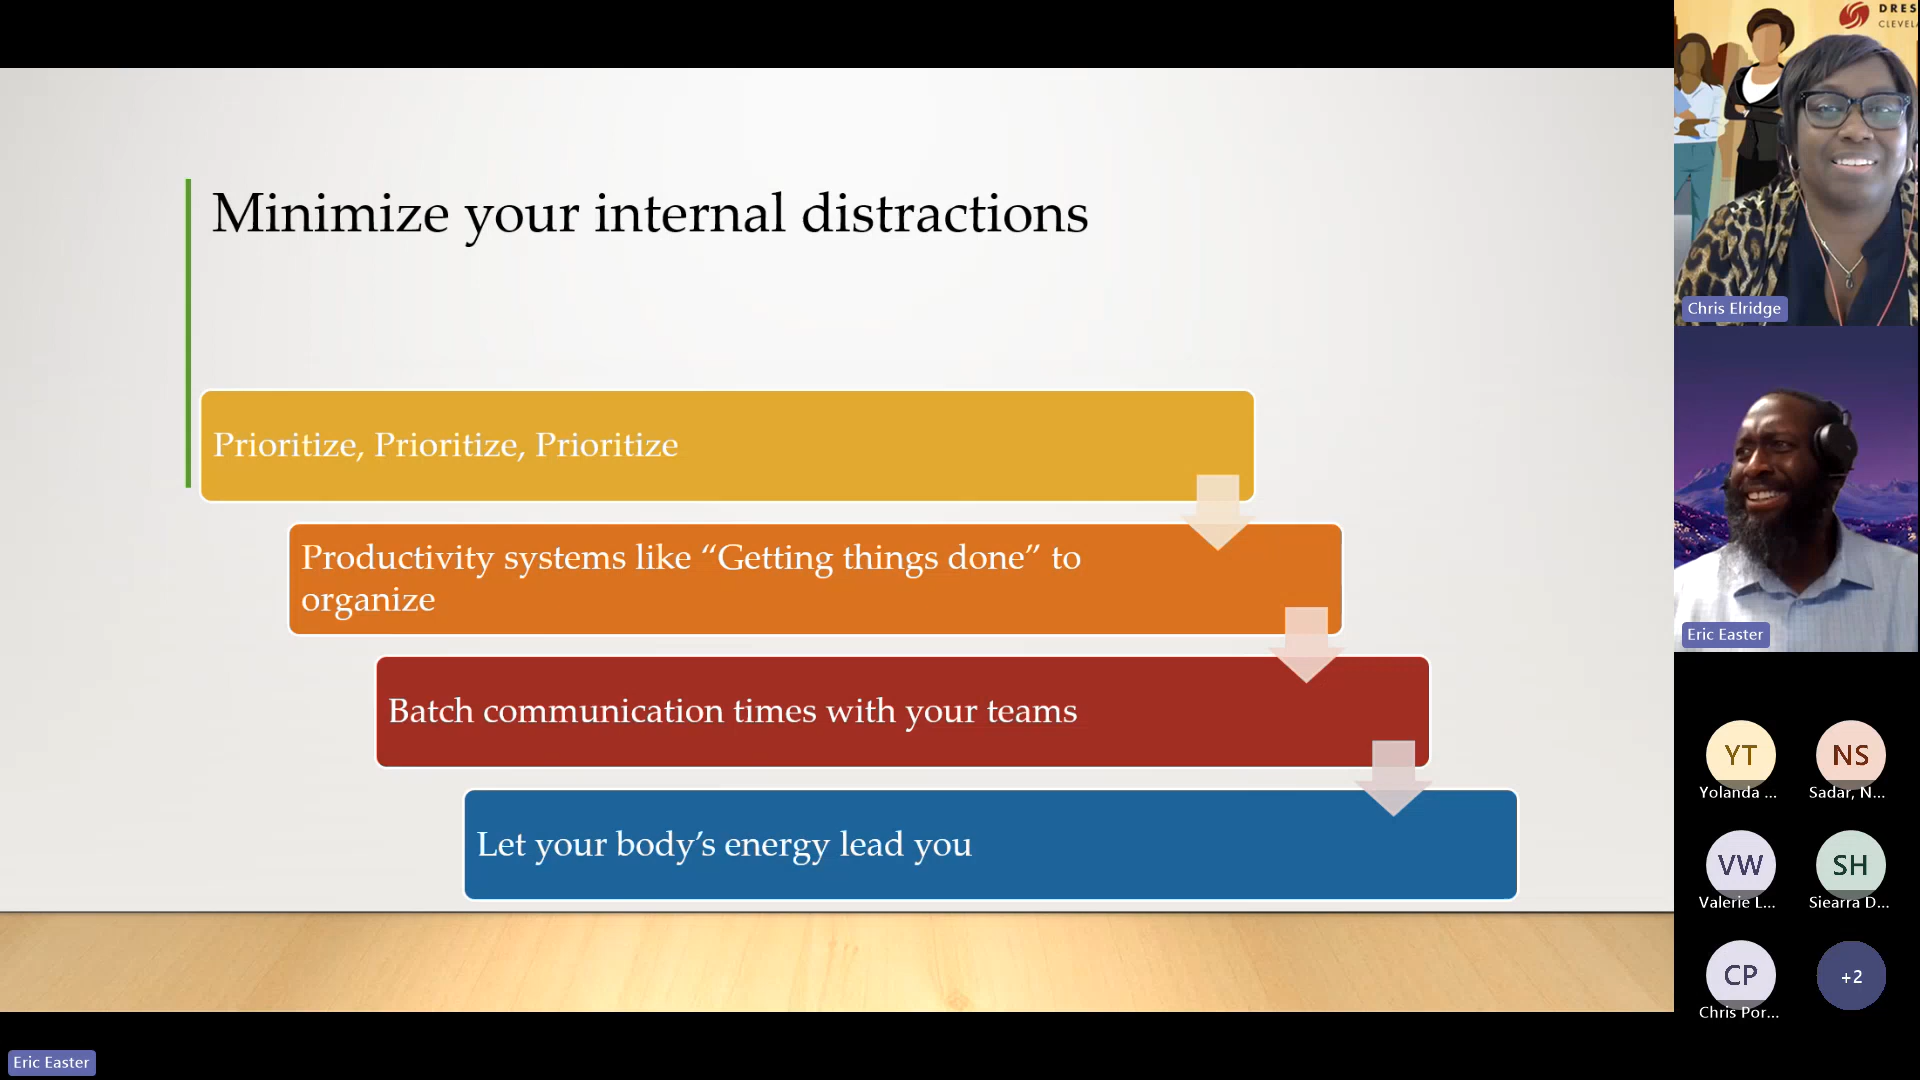 Minimize your internal distractions
Prioritize, Prioritize, Prioritize
Productivity systems like “Getting things done” to
organize
Batch communication times with your teams
Let your body’s energy lead you
DRES
CLEVEL
Chris Elridge
Eric Easter
YT
Yolanda ...
NS
Sadar, N...
VW
Valerie L...
SH
Siearra D...
CP
Chris Por...
+2
Eric Easter